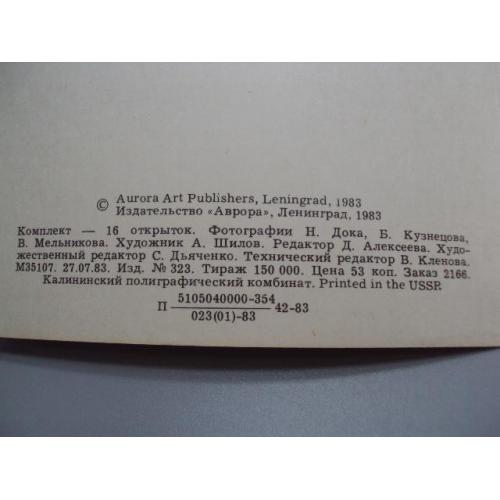 © Aurora Art Publishers, Leningrad, 1983
Издательство «Аврора», Ленинград, 1983
Комплект — 16 открыток. Фотографии Н. Дока, Б. Кузнецова,
В. Мельникова. Художник А. Шилов. Редактор Д. Алексеева. Худо-
жественный редактор С. Дьяченко. Технический редактор В. Кленова.
М35107. 27.07.83. Изд. № 323. Тираж 150 000. Цена 53 коп. Заказ 2166.
Калининский полиграфический комбинат. Printed in the USSR.
П 5105040000-354 42-83
023(01)-83